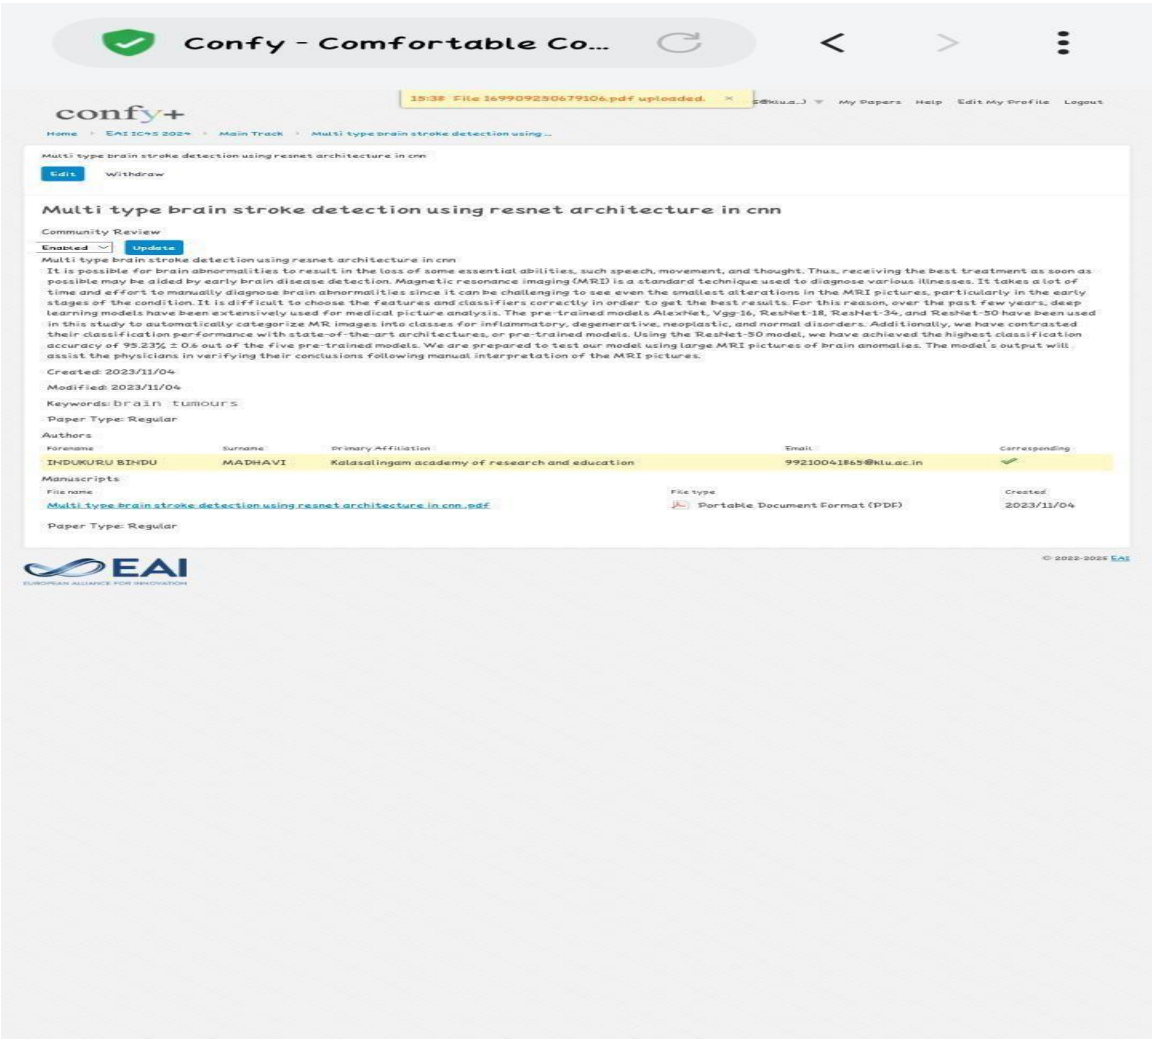 Confy - Comfortable Co...
15:38 File 169909250679106.pdf uploaded. ×
confy+
My Papers Help Edit My Profile Logout
Home > EAI IC4S 2024 > Main Track > Multi type brain stroke detection using ...
Multi type brain stroke detection using resnet architecture in cnn
Edit Withdraw
Multi type brain stroke detection using resnet architecture in cnn
Community Review
Enabled Update
Multi type brain stroke detection using resnet architecture in cnn
It is possible for brain abnormalities to result in the loss of some essential abilities, such speech, movement, and thought. Thus, receiving the best treatment as soon as
possible may be aided by early brain disease detection. Magnetic resonance imaging (MRI) is a standard technique used to diagnose various illnesses. It takes a lot of
time and effort to manually diagnose brain abnormalities since it can be challenging to see even the smallest alterations in the MRI pictures, particularly in the early
stages of the condition. It is difficult to choose the features and classifiers correctly in order to get the best results. For this reason, over the past few years, deep
learning models have been extensively used for medical picture analysis. The pre-trained models AlexNet, Vgg-16, ResNet-18, ResNet-34, and ResNet-50 have been used
in this study to automatically categorize MR images into classes for inflammatory, degenerative, neoplastic, and normal disorders. Additionally, we have contrasted
their classification performance with state-of-the-art architectures, or pre-trained models. Using the ResNet-50 model, we have achieved the highest classification
accuracy of 95.23% ± 0.6 out of the five pre-trained models. We are prepared to test our model using large MRI pictures of brain anomalies. The model's output will
assist the physicians in verifying their conclusions following manual interpretation of the MRI pictures.
Created: 2023/11/04
Modified: 2023/11/04
Keywords: brain tumours
Paper Type: Regular
Authors
Forename Surname Primary Affiliation Email Corresponding
INDUKURU BINDU MADHAVI Kalasalingam academy of research and education 99210041865@klu.ac.in
Manuscripts
File name File type Created
Multi type brain stroke detection using resnet architecture in cnn .pdf Portable Document Format (PDF) 2023/11/04
Paper Type: Regular
EAI
EUROPEAN ALLIANCE FOR INNOVATION
© 2022-2025 EAI